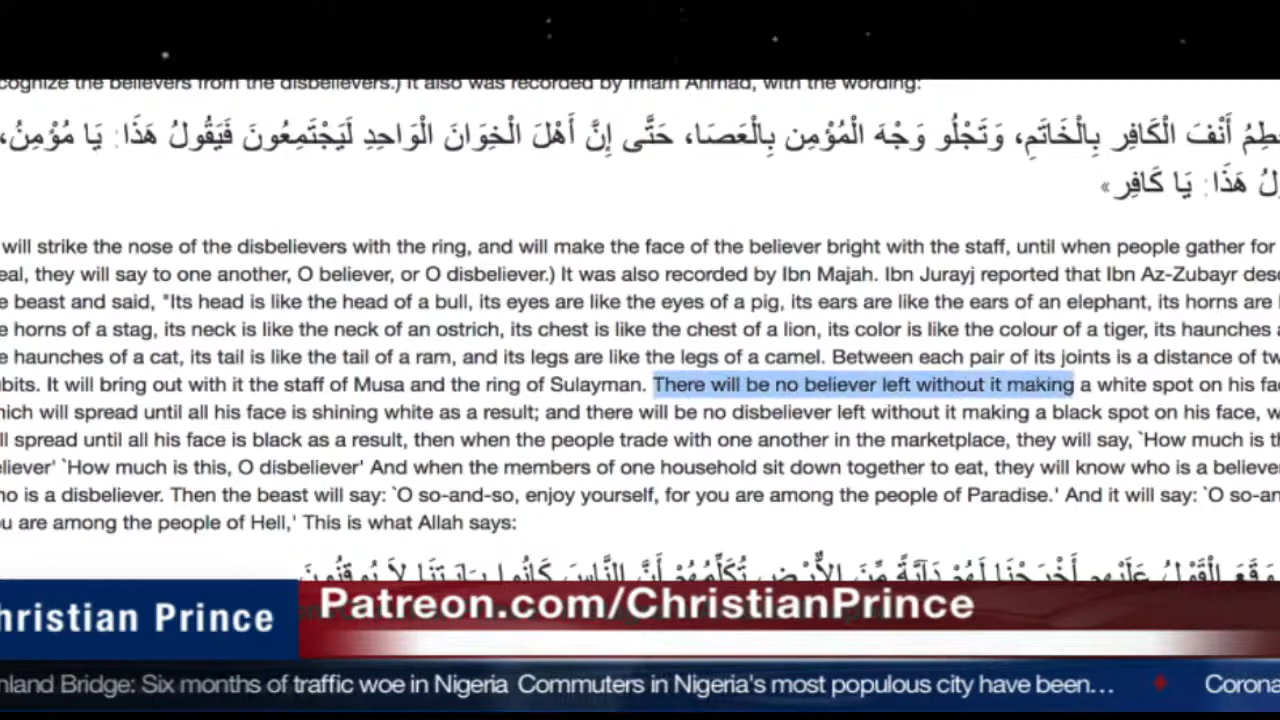 cognize the believers from the disbelievers.) It also was recorded by Imam Ahmad, with the wording:
طِمُ أَنْفَ الْكَافِرِ بِالْخَاتَمِ، وَتَجْلُو وَجْهَ الْمُؤْمِنِ بِالْعَصَا، حَتَّى إِنَّ أَهْلَ الْخِوَانَ الْوَاحِدِ لَيَجْتَمِعُونَ فَيَقُولُ هَذَا: يَا مُؤْمِنُ،
ولُ هَذَا: يَا كَافِرِ»
will strike the nose of the disbelievers with the ring, and will make the face of the believer bright with the staff, until when people gather for
eal, they will say to one another, O believer, or O disbeliever.) It was also recorded by Ibn Majah. Ibn Jurayj reported that Ibn Az-Zubayr desc
e beast and said, "Its head is like the head of a bull, its eyes are like the eyes of a pig, its ears are like the ears of an elephant, its horns are
e horns of a stag, its neck is like the neck of an ostrich, its chest is like the chest of a lion, its color is like the colour of a tiger, its haunches
e haunches of a cat, its tail is like the tail of a ram, and its legs are like the legs of a camel. Between each pair of its joints is a distance of tw
bits. It will bring out with it the staff of Musa and the ring of Sulayman. There will be no believer left without it making a white spot on his fa
hich will spread until all his face is shining white as a result; and there will be no disbeliever left without it making a black spot on his face, w
ll spread until all his face is black as a result, then when the people trade with one another in the marketplace, they will say, `How much is t
eliever' `How much is this, O disbeliever' And when the members of one household sit down together to eat, they will know who is a believe
ho is a disbeliever. Then the beast will say: `O so-and-so, enjoy yourself, for you are among the people of Paradise.' And it will say: `O so-an
u are among the people of Hell,' This is what Allah says:
وَقَعَ الْقَوْلُ عَلَيْهِم أَخْرَجْنَا لَهُمْ دَآبَّةً مِّنَ الاٌّرْضِ تُكَلِّمُهُمْ أَنَّ النَّاسَ كَانُوا بِـَايَـتِنَا لاَ يُوقِنُونَ
hristian Prince
Patreon.com/ChristianPrince
nland Bridge: Six months of traffic woe in Nigeria Commuters in Nigeria's most populous city have been... Corona